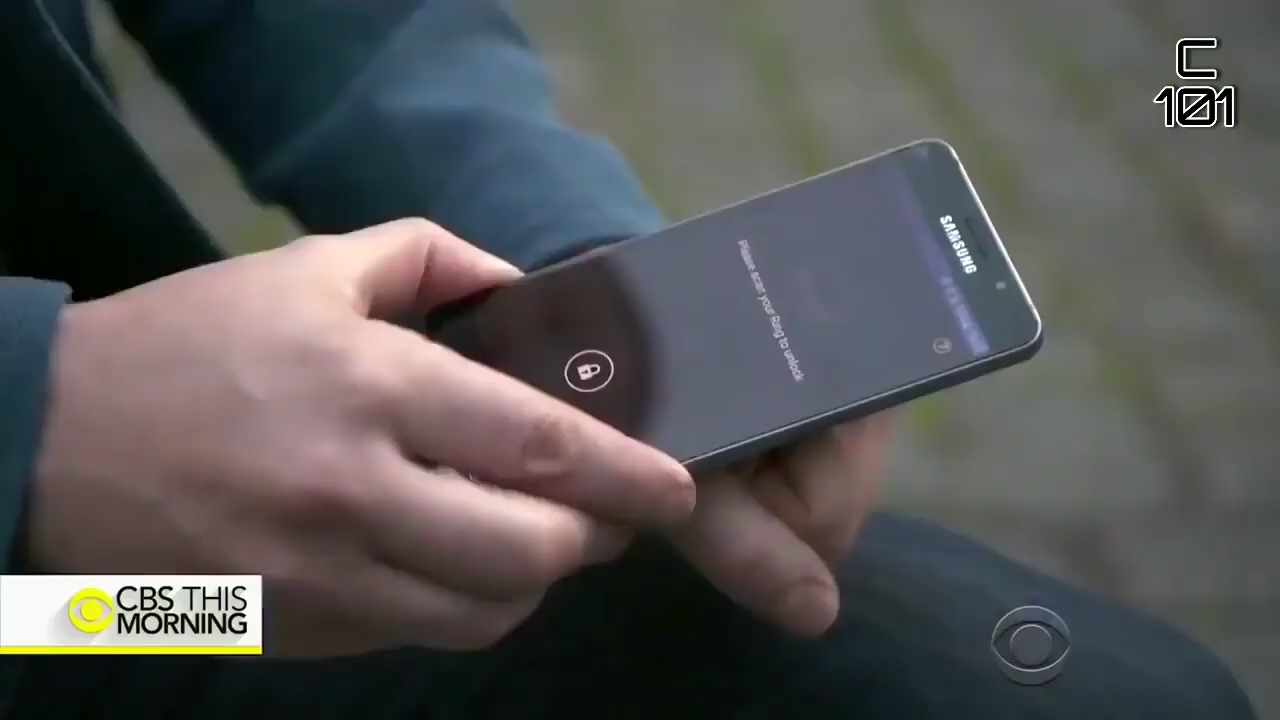 C
101
SAMSUNG
Please scan your Ring to unlock
CBS THIS
MORNING